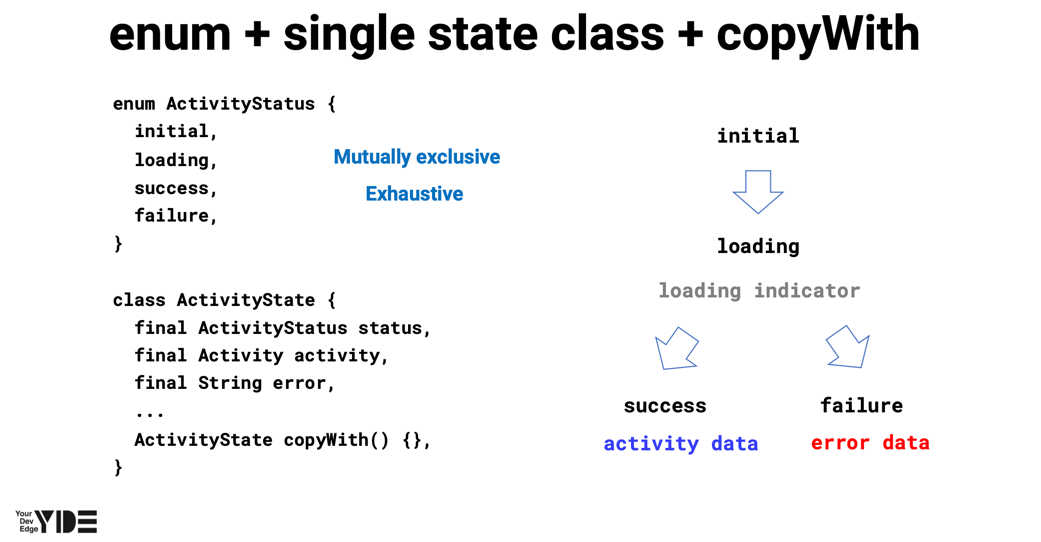 enum + single state class + copyWith
enum ActivityStatus {
initial,
loading,
success,
failure,
}
Mutually exclusive
Exhaustive
class ActivityState {
final ActivityStatus status,
final Activity activity,
final String error,
...
ActivityState copyWith() {},
}
initial
loading
loading indicator
success
failure
activity data
error data
Your
Dev
Edge
YDE